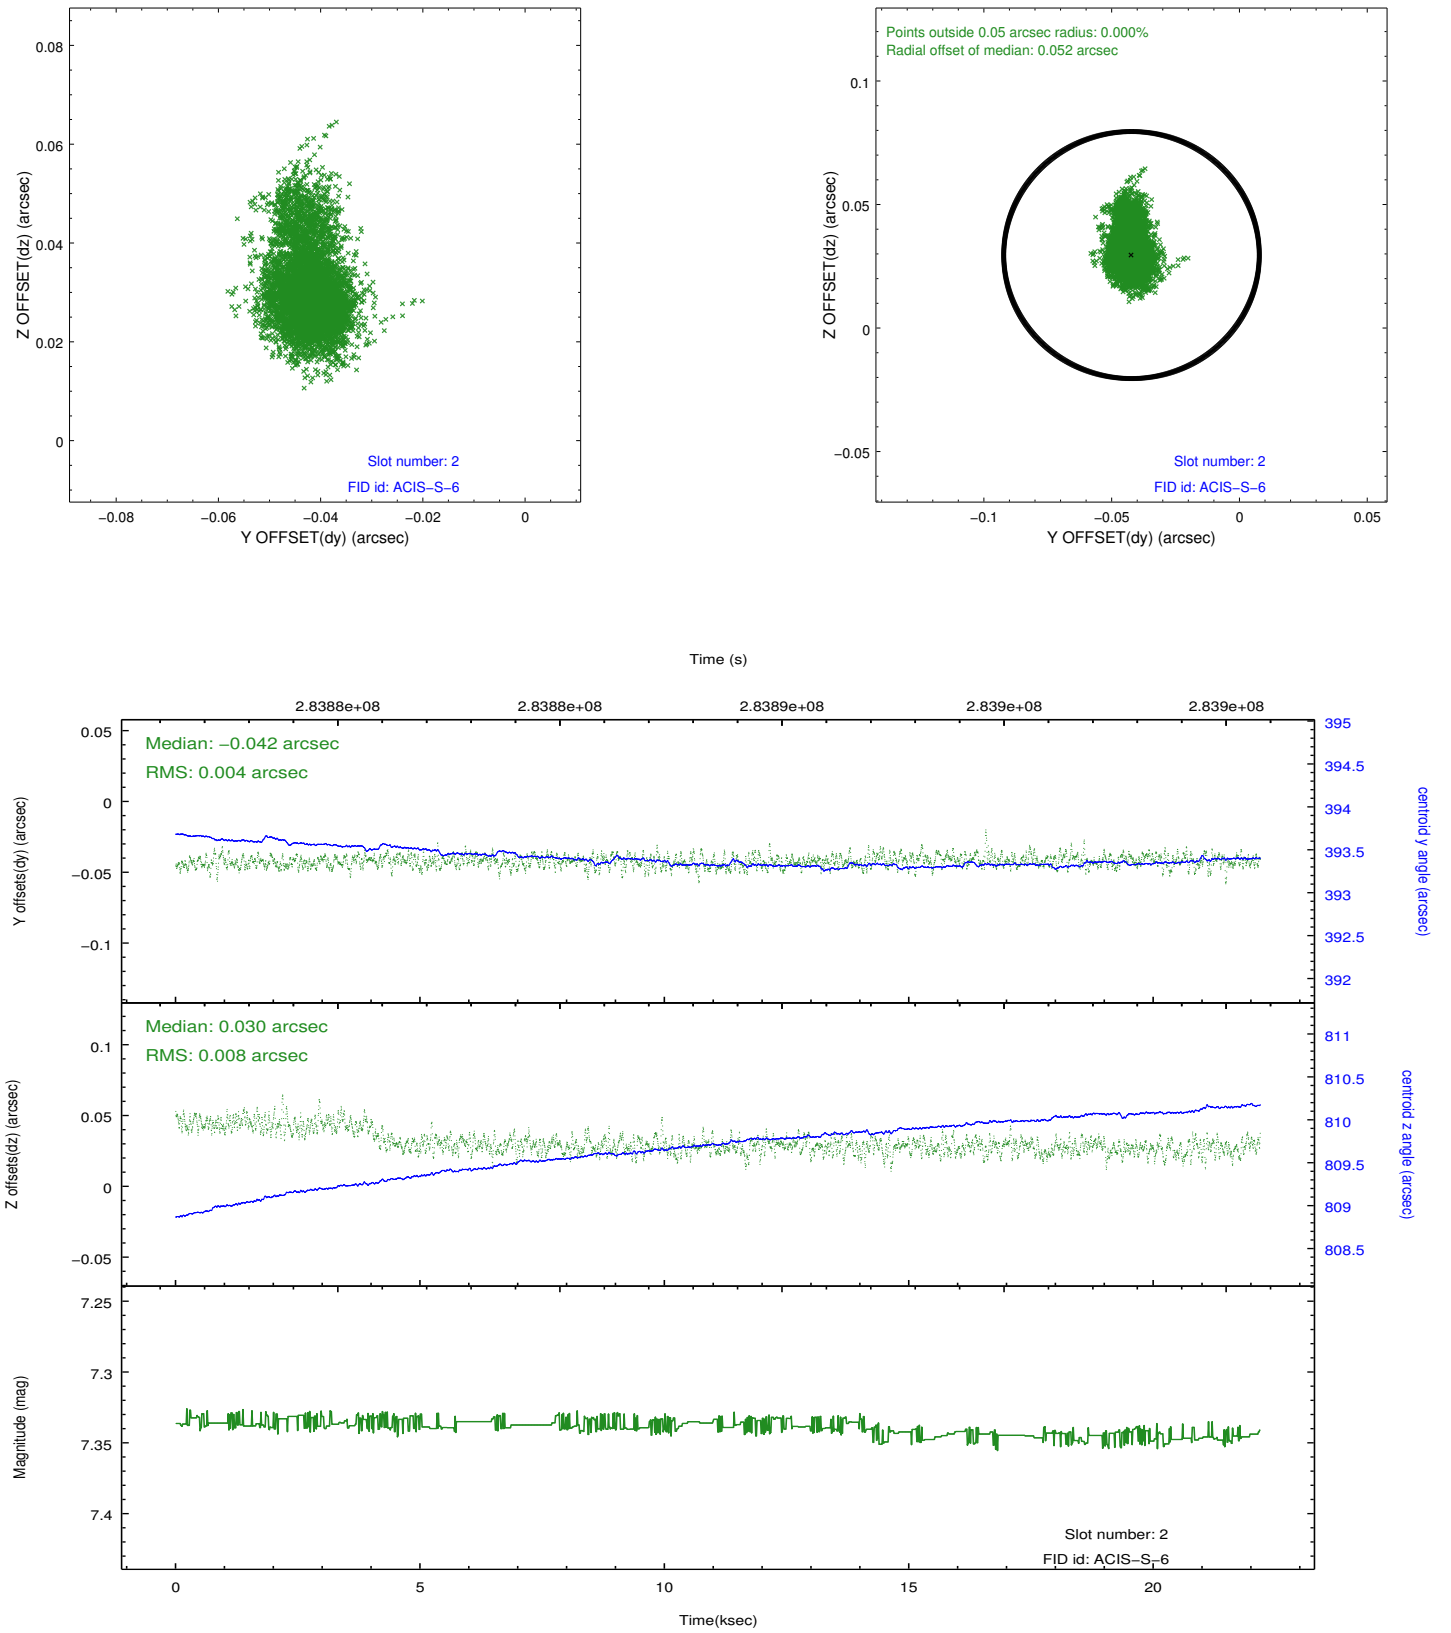 0.08
0.06
0.04
0.02
0
Z OFFSET(dz) (arcsec)
Slot number: 2
FID id: ACIS−S−6
−0.08
−0.06
−0.04
−0.02
0
Y OFFSET(dy) (arcsec)
Points outside 0.05 arcsec radius: 0.000%
Radial offset of median: 0.052 arcsec
0.1
0.05
0
−0.05
Z OFFSET(dz) (arcsec)
Slot number: 2
FID id: ACIS−S−6
−0.1
−0.05
0
0.05
Y OFFSET(dy) (arcsec)
Time (s)
2.8388e+08
2.8388e+08
2.8389e+08
2.839e+08
2.839e+08
Median: −0.042 arcsec
RMS: 0.004 arcsec
0.05
0
−0.05
−0.1
Y offsets(dy) (arcsec)
395
394.5
394
393.5
393
392.5
392
centroid y angle (arcsec)
Median: 0.030 arcsec
RMS: 0.008 arcsec
0.1
0.05
0
−0.05
Z offsets(dz) (arcsec)
811
810.5
810
809.5
809
808.5
centroid z angle (arcsec)
7.25
7.3
7.35
7.4
Magnitude (mag)
Slot number: 2
FID id: ACIS−S−6
0
5
10
15
20
Time(ksec)